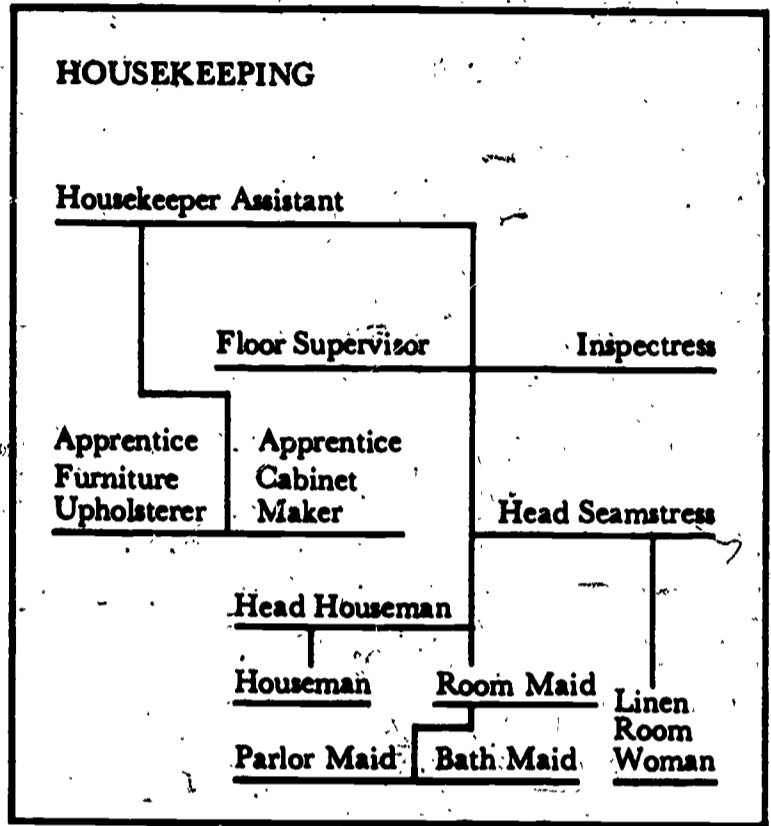 HOUSEKEEPING
Housekeeper Assistant
Floor Supervisor
Inspectress
Apprentice
Furniture
Upholsterer
Apprentice
Cabinet
Maker
Head Seamstress
Head Houseman
Houseman
Room Maid
Linen
Room
Woman
Parlor Maid
Bath Maid